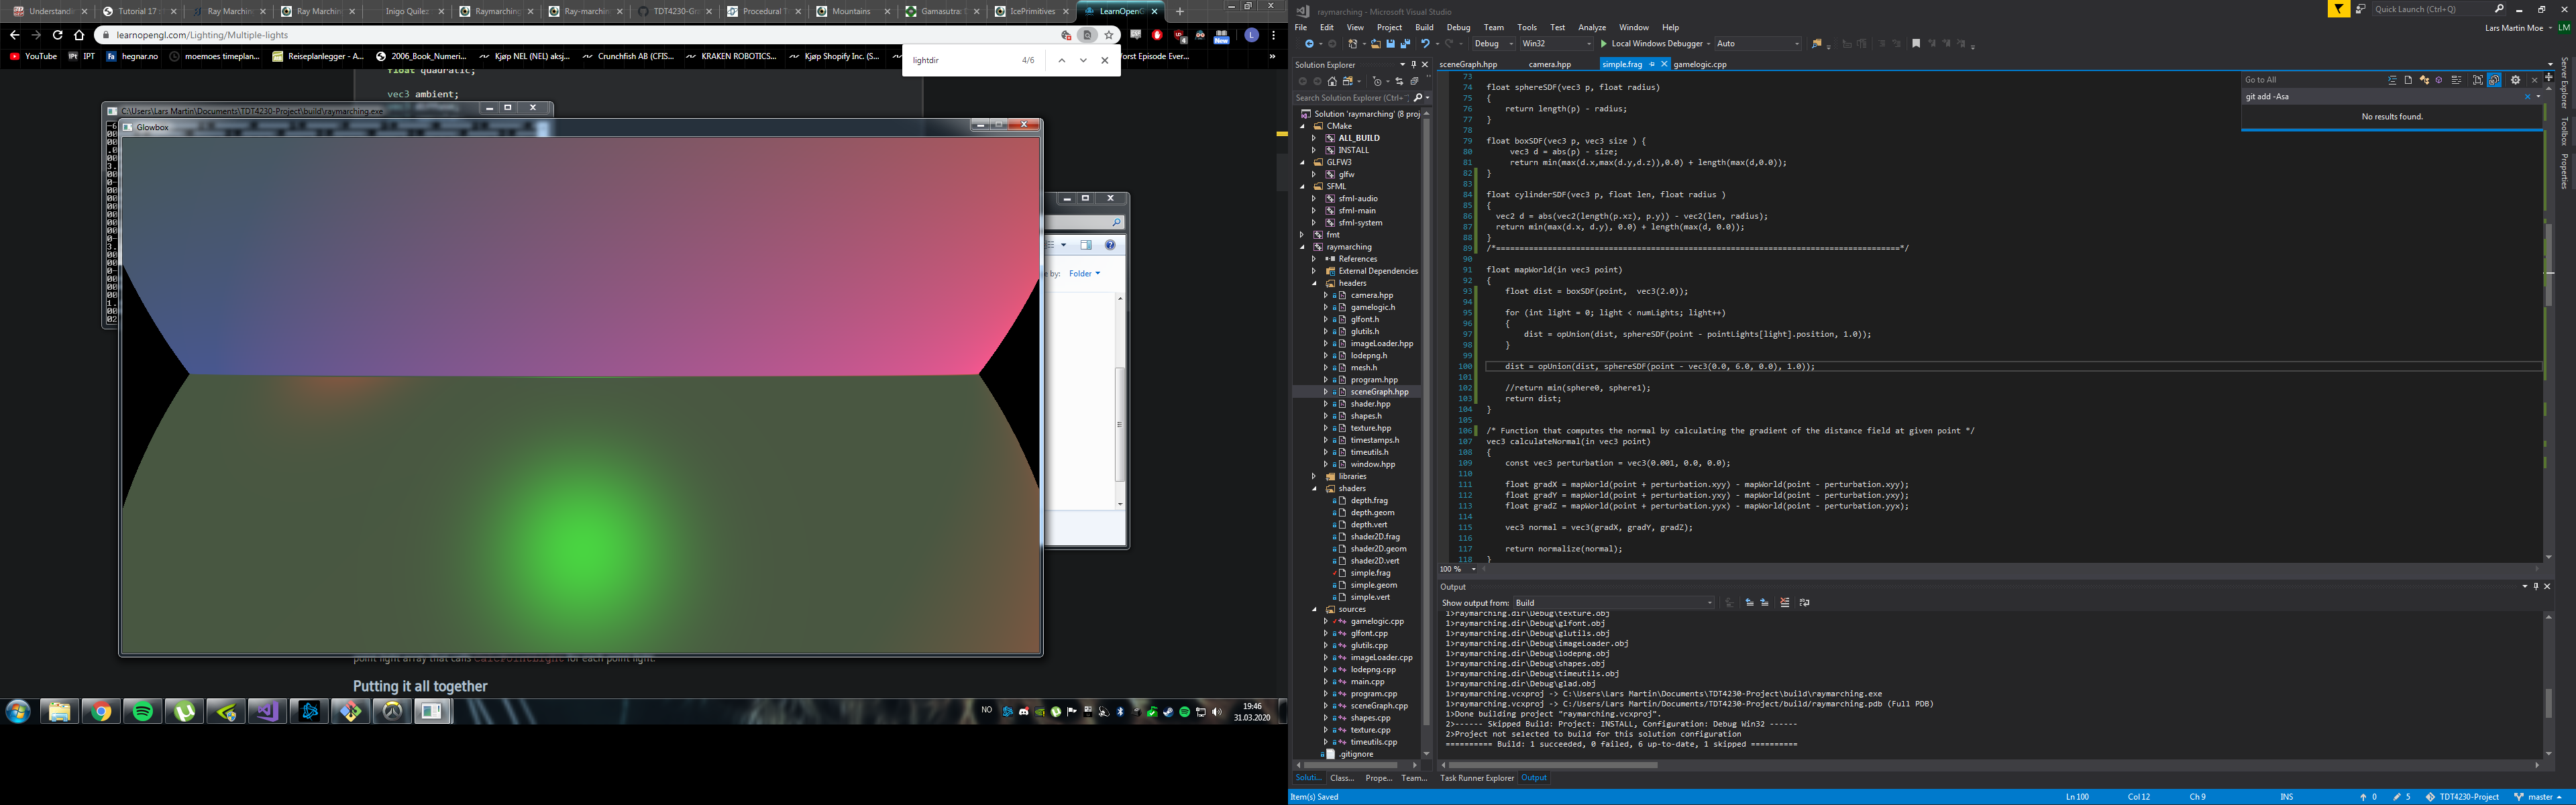 Understandi
Tutorial 17 s
Ray Marchin
Ray Marchin
Inigo Quilez
Raymarching
Ray-marchin
TDT4230-Gr
Procedural T
Mountains
Gamasutra:
IcePrimitives
LearnOpenG
learnopengl.com/Lighting/Multiple-lights
YouTube
IPT
hegnar.no
moemoes timeplan...
Reiseplanlegger - A...
2006_Book_Numeri...
Kjøp NEL (NEL) aksj...
Crunchfish AB (CFIS...
KRAKEN ROBOTICS...
Kjøp Shopify Inc. (S...
orst Episode Ever...
lightdir
4/6
float quadratic;
vec3 ambient;
C:\Users\Lars Martin\Documents\TDT4230-Project\build\raymarching.exe
Glowbox
e by: Folder
point light array that calls CalcPointLight for each point light.
Putting it all together
NO
19:46
31.03.2020
raymarching - Microsoft Visual Studio
Quick Launch (Ctrl+Q)
File Edit View Project Build Debug Team Tools Test Analyze Window Help
Lars Martin Moe LM
Debug Win32 Local Windows Debugger Auto
Solution Explorer
Search Solution Explorer (Ctrl+
Solution 'raymarching' (8 proj
CMake
ALL_BUILD
INSTALL
GLFW3
glfw
SFML
sfml-audio
sfml-main
sfml-system
fmt
raymarching
References
External Dependencies
headers
camera.hpp
gamelogic.h
glfont.h
glutils.h
imageLoader.hpp
lodepng.h
mesh.h
program.hpp
sceneGraph.hpp
shader.hpp
shapes.h
texture.hpp
timestamps.h
timeutils.h
window.hpp
libraries
shaders
depth.frag
depth.geom
depth.vert
shader2D.frag
shader2D.geom
shader2D.vert
simple.frag
simple.geom
simple.vert
sources
gamelogic.cpp
glfont.cpp
glutils.cpp
imageLoader.cpp
lodepng.cpp
main.cpp
program.cpp
sceneGraph.cpp
shapes.cpp
texture.cpp
timeutils.cpp
.gitignore
Soluti... Class... Prope... Team...
sceneGraph.hpp camera.hpp simple.frag gamelogic.cpp
Go to All
git add -Asa
No results found.
Server Explorer
Toolbox
Properties
73
74 float sphereSDF(vec3 p, float radius)
75 {
76 return length(p) - radius;
77 }
78
79 float boxSDF(vec3 p, vec3 size ) {
80 vec3 d = abs(p) - size;
81 return min(max(d.x,max(d.y,d.z)),0.0) + length(max(d,0.0));
82 }
83
84 float cylinderSDF(vec3 p, float len, float radius )
85 {
86 vec2 d = abs(vec2(length(p.xz), p.y)) - vec2(len, radius);
87 return min(max(d.x, d.y), 0.0) + length(max(d, 0.0));
88 }
89 /*======================================================================================*/
90
91 float mapWorld(in vec3 point)
92 {
93 float dist = boxSDF(point, vec3(2.0));
94
95 for (int light = 0; light < numLights; light++)
96 {
97 dist = opUnion(dist, sphereSDF(point - pointLights[light].position, 1.0));
98 }
99
100 dist = opUnion(dist, sphereSDF(point - vec3(0.0, 6.0, 0.0), 1.0));
101
102 //return min(sphere0, sphere1);
103 return dist;
104 }
105
106 /* Function that computes the normal by calculating the gradient of the distance field at given point */
107 vec3 calculateNormal(in vec3 point)
108 {
109 const vec3 perturbation = vec3(0.001, 0.0, 0.0);
110
111 float gradX = mapWorld(point + perturbation.xyy) - mapWorld(point - perturbation.xyy);
112 float gradY = mapWorld(point + perturbation.yxy) - mapWorld(point - perturbation.yxy);
113 float gradZ = mapWorld(point + perturbation.yyx) - mapWorld(point - perturbation.yyx);
114
115 vec3 normal = vec3(gradX, gradY, gradZ);
116
117 return normalize(normal);
118 }
100 %
Output
Show output from: Build
1>raymarching.dir\Debug\texture.obj
1>raymarching.dir\Debug\glfont.obj
1>raymarching.dir\Debug\glutils.obj
1>raymarching.dir\Debug\imageLoader.obj
1>raymarching.dir\Debug\lodepng.obj
1>raymarching.dir\Debug\shapes.obj
1>raymarching.dir\Debug\timeutils.obj
1>raymarching.dir\Debug\glad.obj
1>raymarching.vcxproj -> C:\Users\Lars Martin\Documents\TDT4230-Project\build\raymarching.exe
1>raymarching.vcxproj -> C:/Users/Lars Martin/Documents/TDT4230-Project/build/raymarching.pdb (Full PDB)
1>Done building project "raymarching.vcxproj".
2>------ Skipped Build: Project: INSTALL, Configuration: Debug Win32 ------
2>Project not selected to build for this solution configuration
========== Build: 1 succeeded, 0 failed, 6 up-to-date, 1 skipped ==========
Task Runner Explorer Output
Item(s) Saved
Ln 100 Col 12 Ch 9 INS
0 5 TDT4230-Project master